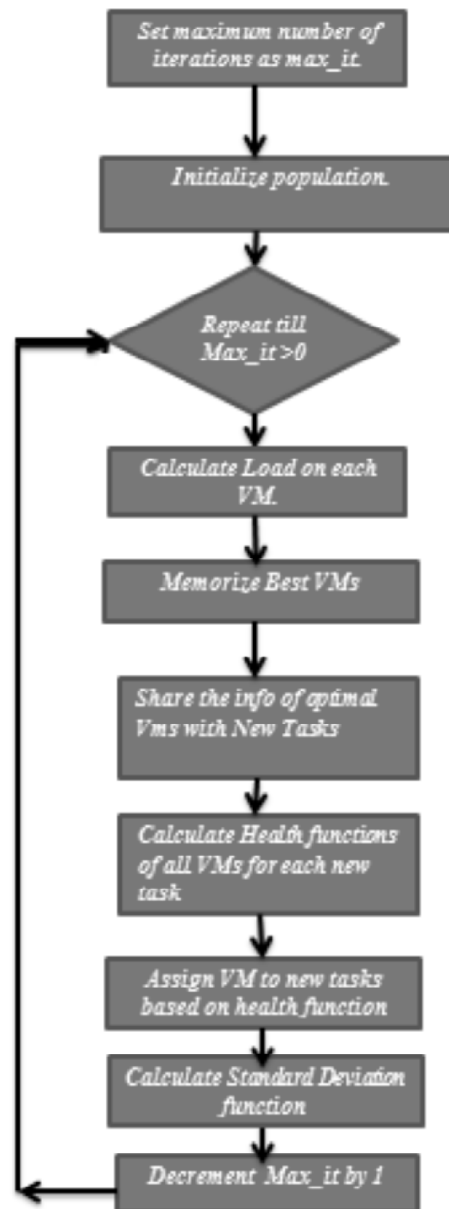 Set maximum number of
iterations as max_it.
Initialize population.
Repeat till
Max_it >0
Calculate Load on each
VM.
Memorize Best VMs
Share the info of optimal
Vms with New Tasks
Calculate Health functions
of all VMs for each new
task
Assign VM to new tasks
based on health function
Calculate Standard Deviation
function
Decrement Max_it by 1